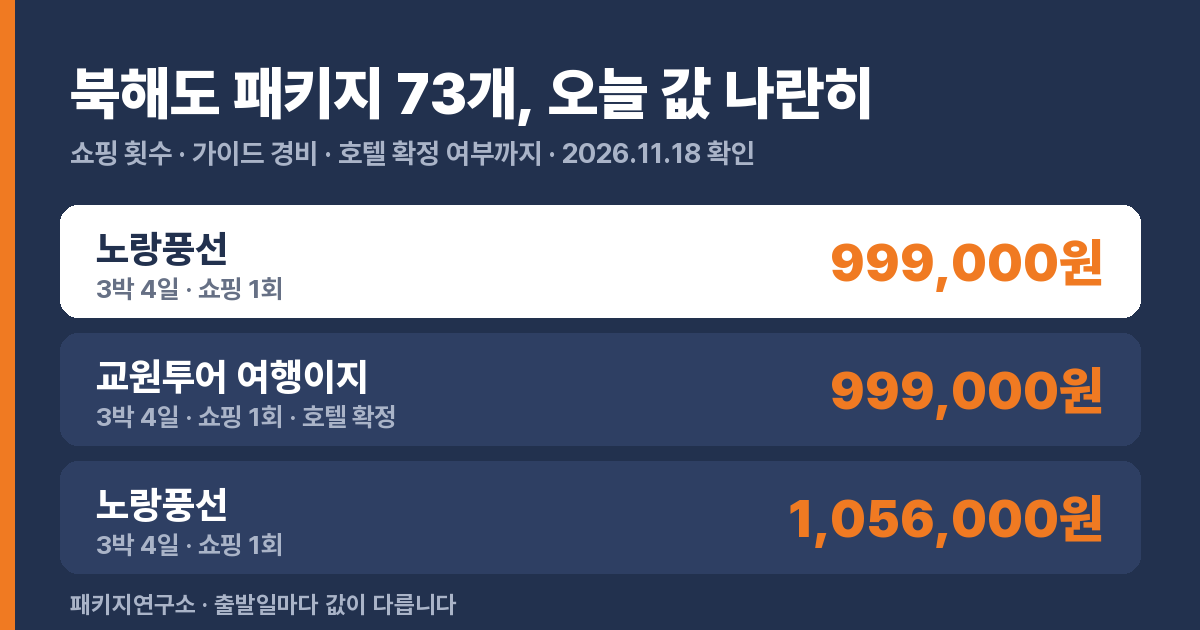 북해도 패키지 73개, 오늘 값 나란히
쇼핑 횟수 · 가이드 경비 · 호텔 확정 여부까지 · 2026.11.18 확인
노랑풍선
999,000원
3박 4일 · 쇼핑 1회
교원투어 여행이지
999,000원
3박 4일 · 쇼핑 1회 · 호텔 확정
노랑풍선
1,056,000원
3박 4일 · 쇼핑 1회
패키지연구소 · 출발일마다 값이 다릅니다